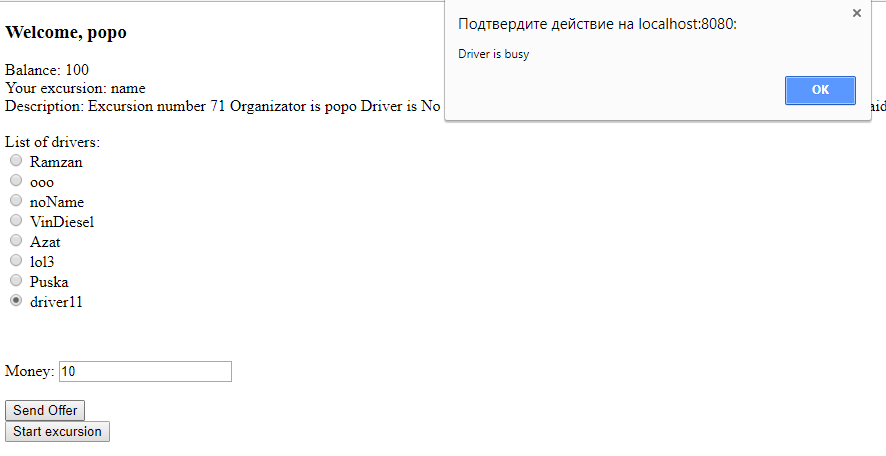 Welcome, popo
Подтвердите действие на localhost:8080:
Driver is busy
OK
Balance: 100
Your excursion: name
Description: Excursion number 71 Organizator is popo Driver is No
List of drivers:
Ramzan
ooo
noName
VinDiesel
Azat
lol3
Puska
driver11
Money: 10
Send Offer
Start excursion